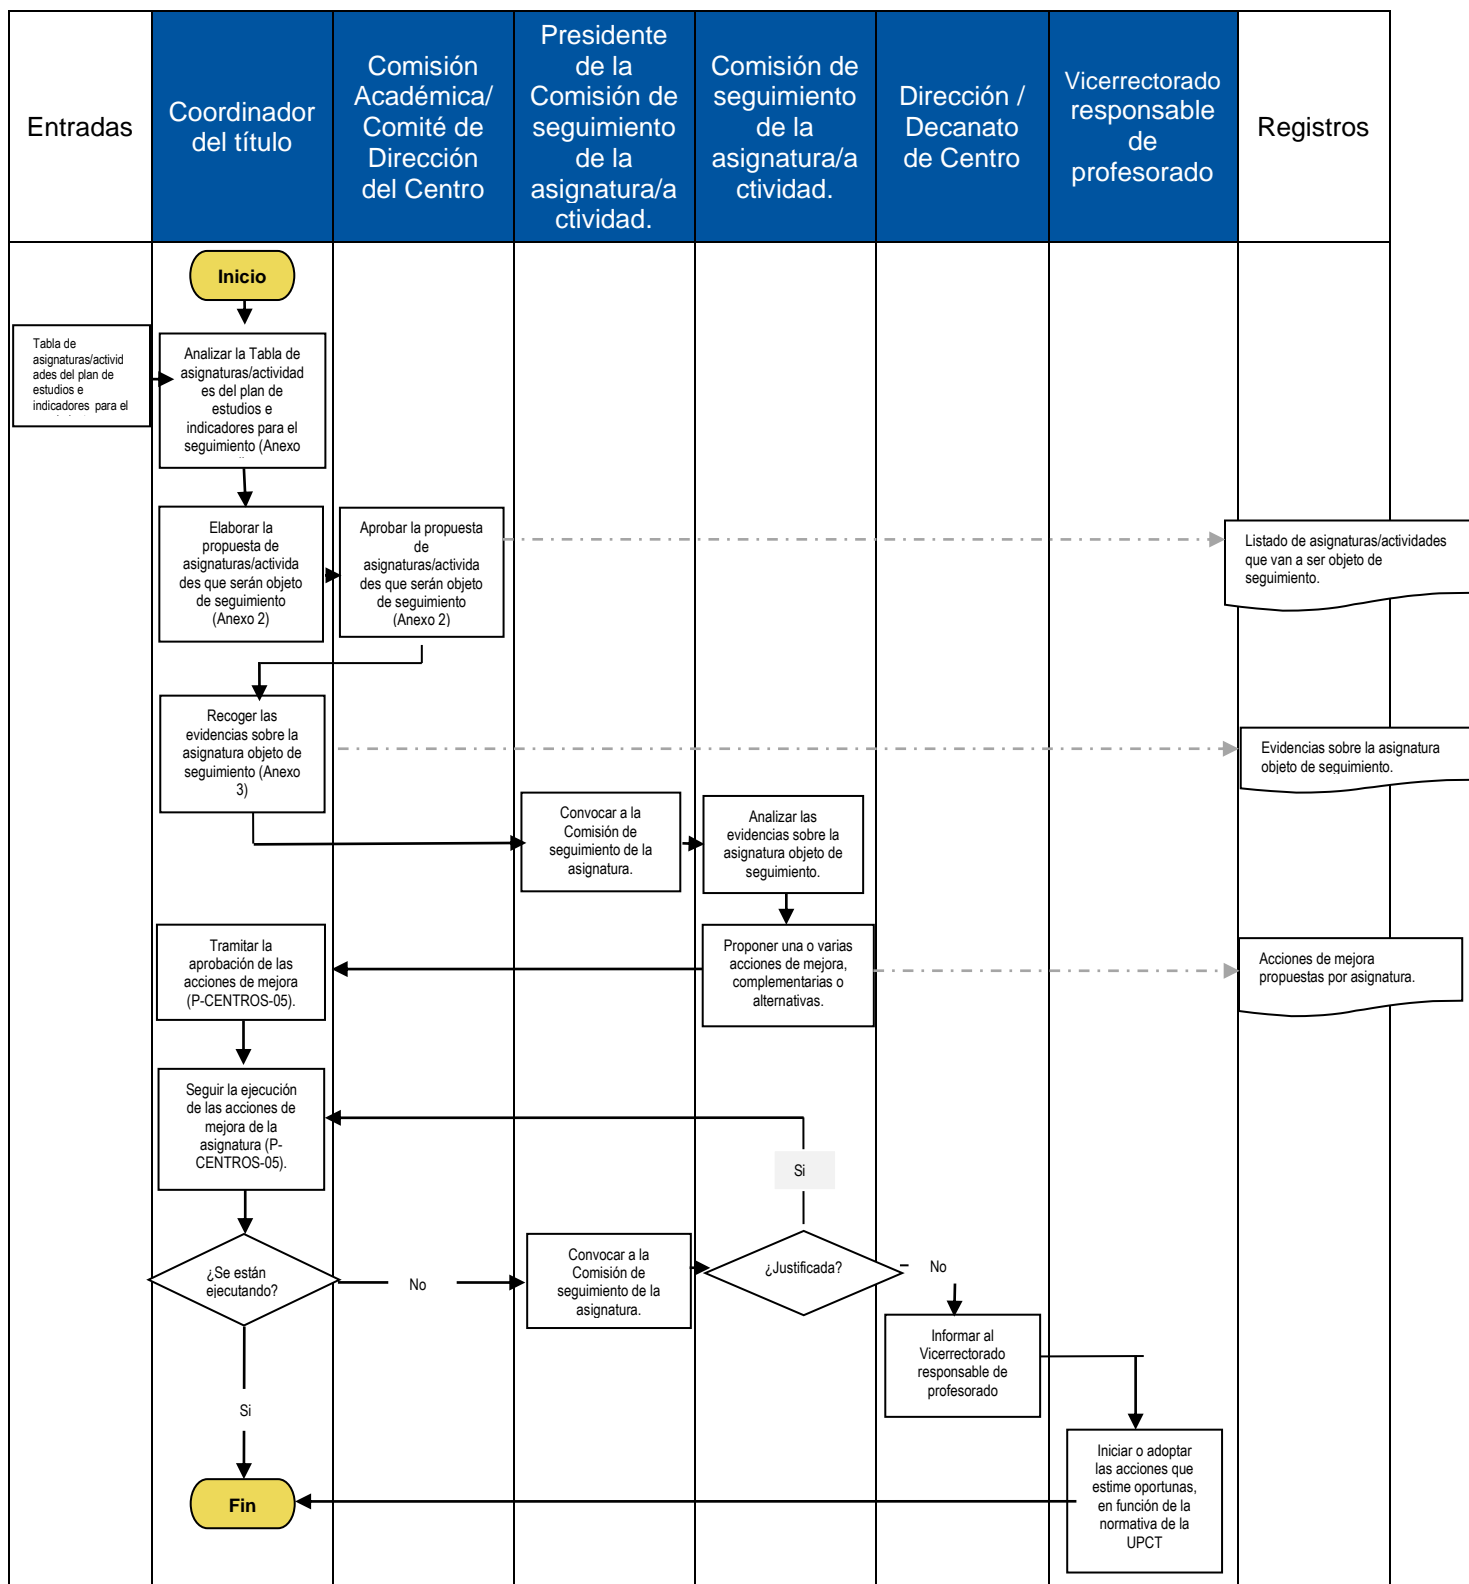 Entradas
Coordinador
del título
Comisión
Académica/
Comité de
Dirección
del Centro
Presidente
de la
Comisión de
seguimiento
de la
asignatura/a
ctividad.
Comisión de
seguimiento
de la
asignatura/a
ctividad.
Dirección /
Decanato
de Centro
Vicerrectorado
responsable
de
profesorado
Registros
Inicio
Tabla de
asignaturas/activid
ades del plan de
estudios e
indicadores para el
Analizar la Tabla de
asignaturas/actividad
es del plan de
estudios e
indicadores para el
seguimiento (Anexo
Elaborar la
propuesta de
asignaturas/activida
des que serán objeto
de seguimiento
(Anexo 2)
Aprobar la propuesta
de
asignaturas/activida
des que serán objeto
de seguimiento
(Anexo 2)
Listado de asignaturas/actividades
que van a ser objeto de
seguimiento.
Recoger las
evidencias sobre la
asignatura objeto de
seguimiento (Anexo
3)
Evidencias sobre la asignatura
objeto de seguimiento.
Convocar a la
Comisión de
seguimiento de la
asignatura.
Analizar las
evidencias sobre la
asignatura objeto de
seguimiento.
Tramitar la
aprobación de las
acciones de mejora
(P-CENTROS-05).
Proponer una o varias
acciones de mejora,
complementarias o
alternativas.
Acciones de mejora
propuestas por asignatura.
Seguir la ejecución
de las acciones de
mejora de la
asignatura (P-
CENTROS-05).
Si
¿Se están
ejecutando?
No
Convocar a la
Comisión de
seguimiento de la
asignatura.
¿Justificada?
No
Informar al
Vicerrectorado
responsable de
profesorado
Si
Iniciar o adoptar
las acciones que
estime oportunas,
en función de la
normativa de la
UPCT
Fin